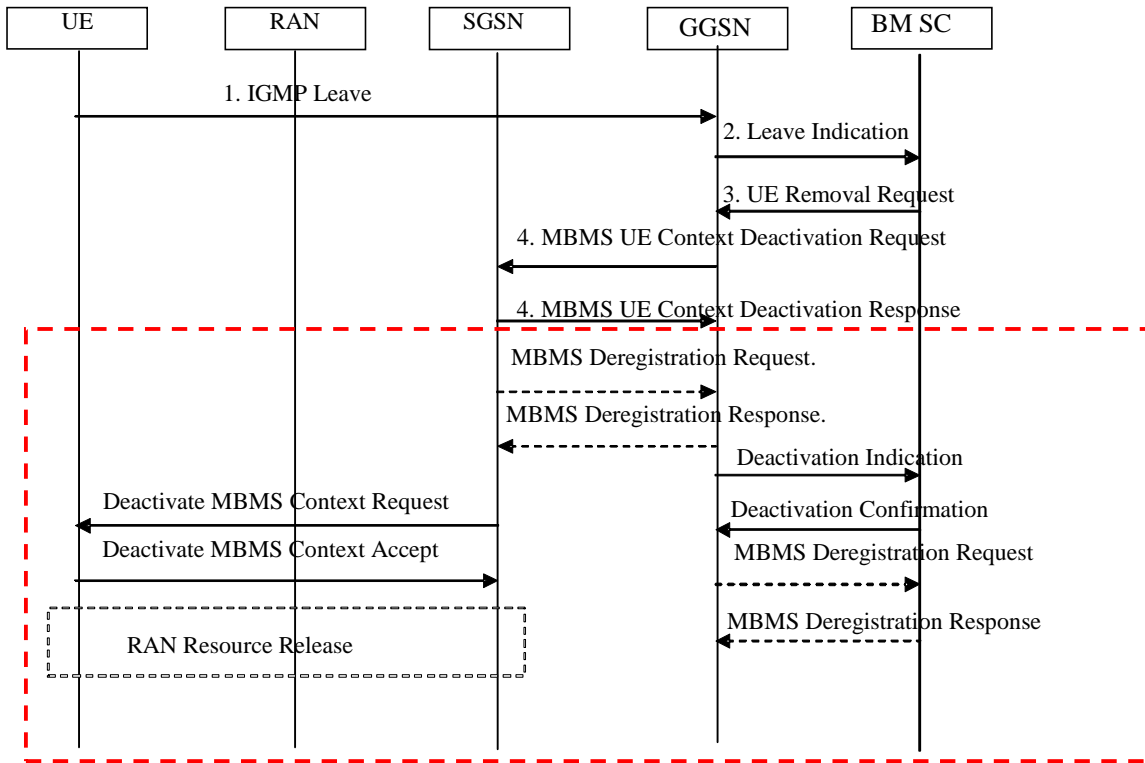 UE
RAN
SGSN
GGSN
BM SC
1. IGMP Leave
2. Leave Indication
3. UE Removal Request
4. MBMS UE Context Deactivation Request
4. MBMS UE Context Deactivation Response
MBMS Deregistration Request.
MBMS Deregistration Response.
Deactivation Indication
Deactivate MBMS Context Request
Deactivation Confirmation
Deactivate MBMS Context Accept
MBMS Deregistration Request
MBMS Deregistration Response
RAN Resource Release